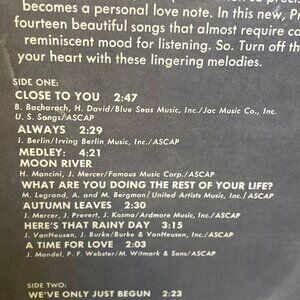 becomes a personal love note. In this new,
fourteen beautiful songs that almost require
reminiscent mood for listening. So. Turn off
your heart with these lingering melodies.
SIDE ONE:
CLOSE TO YOU 2:47
B. Bacharach, H. David/Blue Seas Music, Inc./Jac Music Co., Inc.
U. S. Songs/ASCAP
ALWAYS 2:29
I. Berlin/Irving Berlin Music, Inc./ASCAP
MEDLEY: 4:21
MOON RIVER
H. Mancini, J. Mercer/Famous Music Corp./ASCAP
WHAT ARE YOU DOING THE REST OF YOUR LIFE?
M. Legrand, A. and M. Bergman/United Artists Music, Inc./ASCAP
AUTUMN LEAVES 2:30
J. Mercer, J. Prevert, J. Kosma/Ardmore Music, Inc./ASCAP
HERE'S THAT RAINY DAY 3:15
J. VanHeusen, J. Burke/Burke & VanHeusen, Inc./ASCAP
A TIME FOR LOVE 2:03
J. Mandel, P. F. Webster/M. Witmark & Sons/ASCAP
SIDE TWO:
WE'VE ONLY JUST BEGUN 2:23